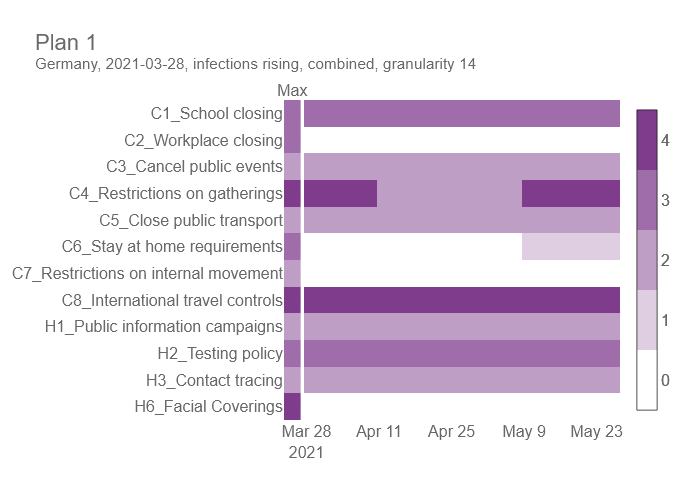 Plan 1
Germany, 2021-03-28, infections rising, combined, granularity 14
Max
C1_School closing
C2_Workplace closing
C3_Cancel public events
C4_Restrictions on gatherings
C5_Close public transport
C6_Stay at home requirements
C7_Restrictions on internal movement
C8_International travel controls
H1_Public information campaigns
H2_Testing policy
H3_Contact tracing
H6_Facial Coverings
4
3
2
1
0
Mar 28 Apr 11 Apr 25 May 9 May 23
2021